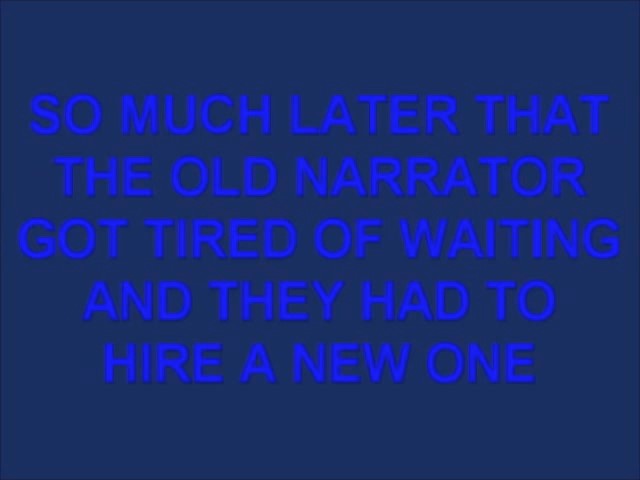 SO MUCH LATER THAT
THE OLD NARRATOR
GOT TIRED OF WAITING
AND THEY HAD TO
HIRE A NEW ONE